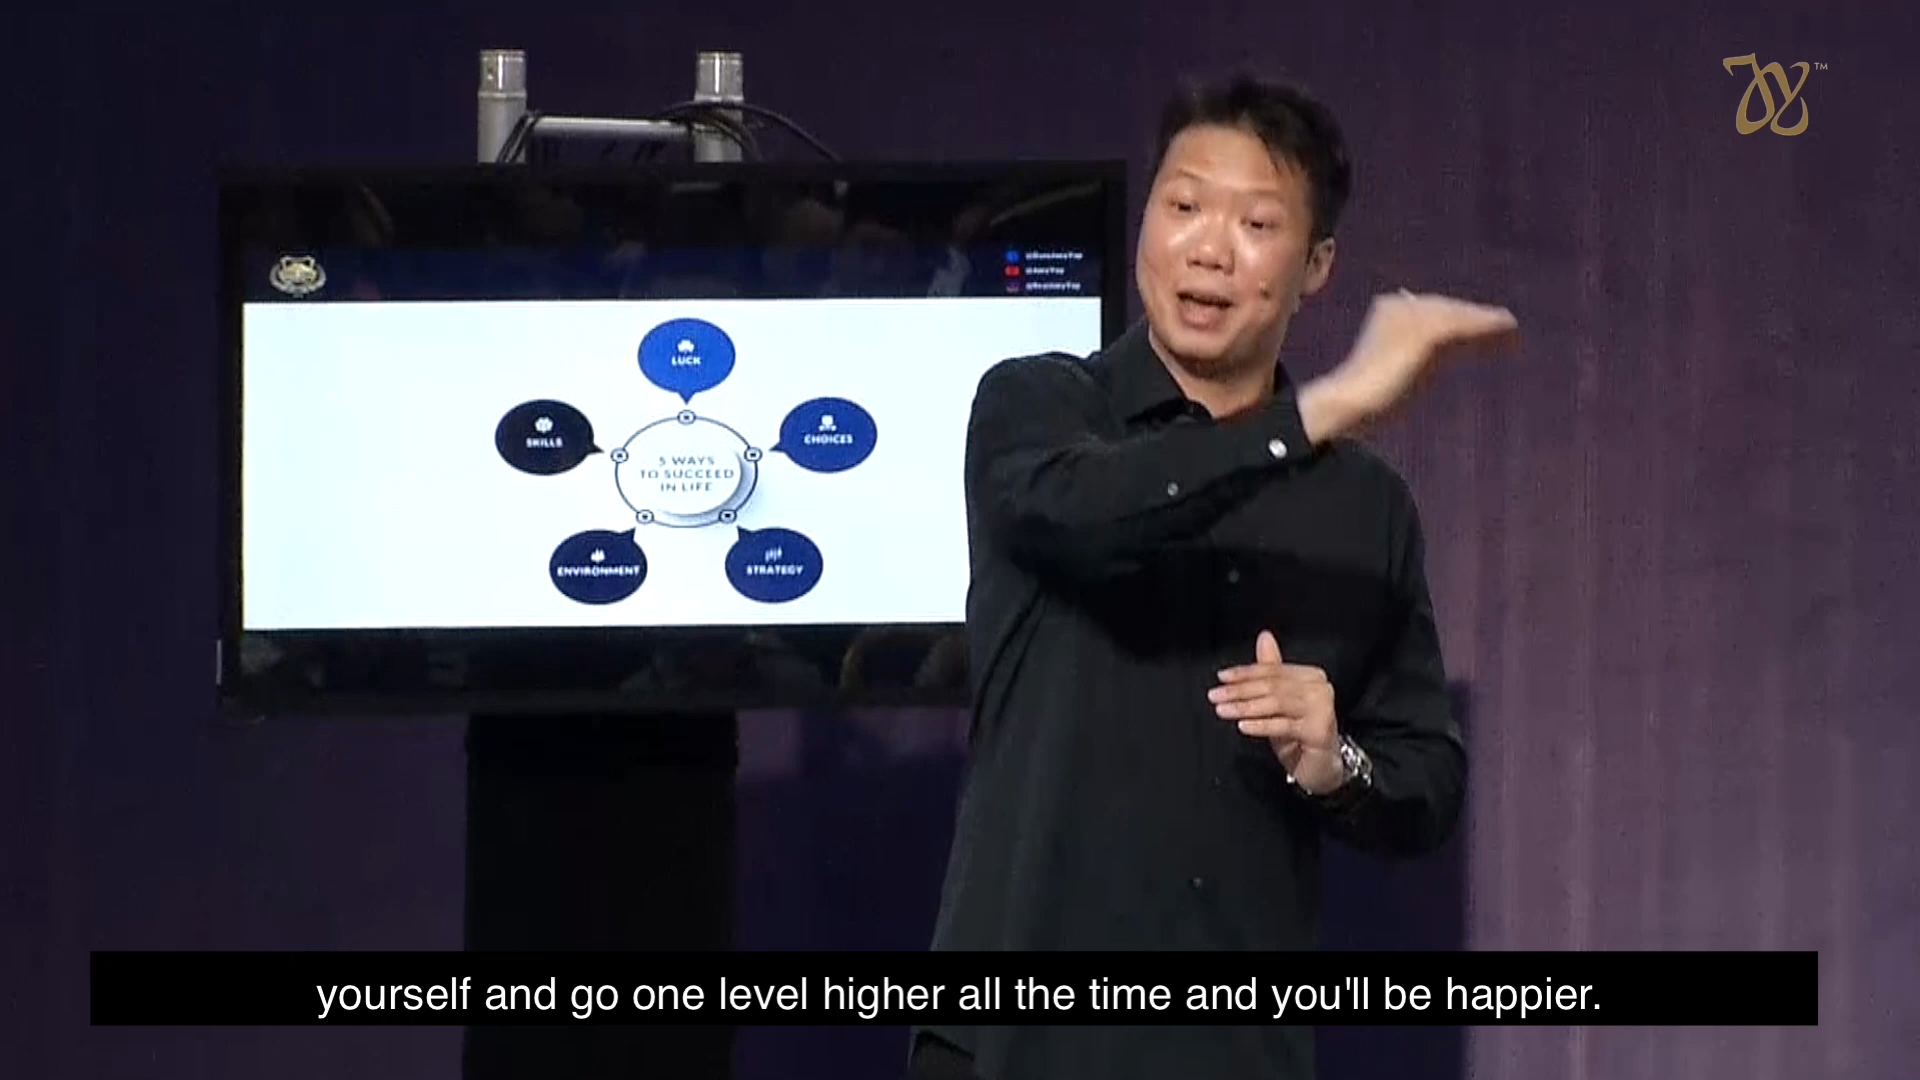 TM
LUCK
SKILLS
CHOICES
5 WAYS
TO SUCCEED
IN LIFE
ENVIRONMENT
STRATEGY
yourself and go one level higher all the time and you'll be happier.